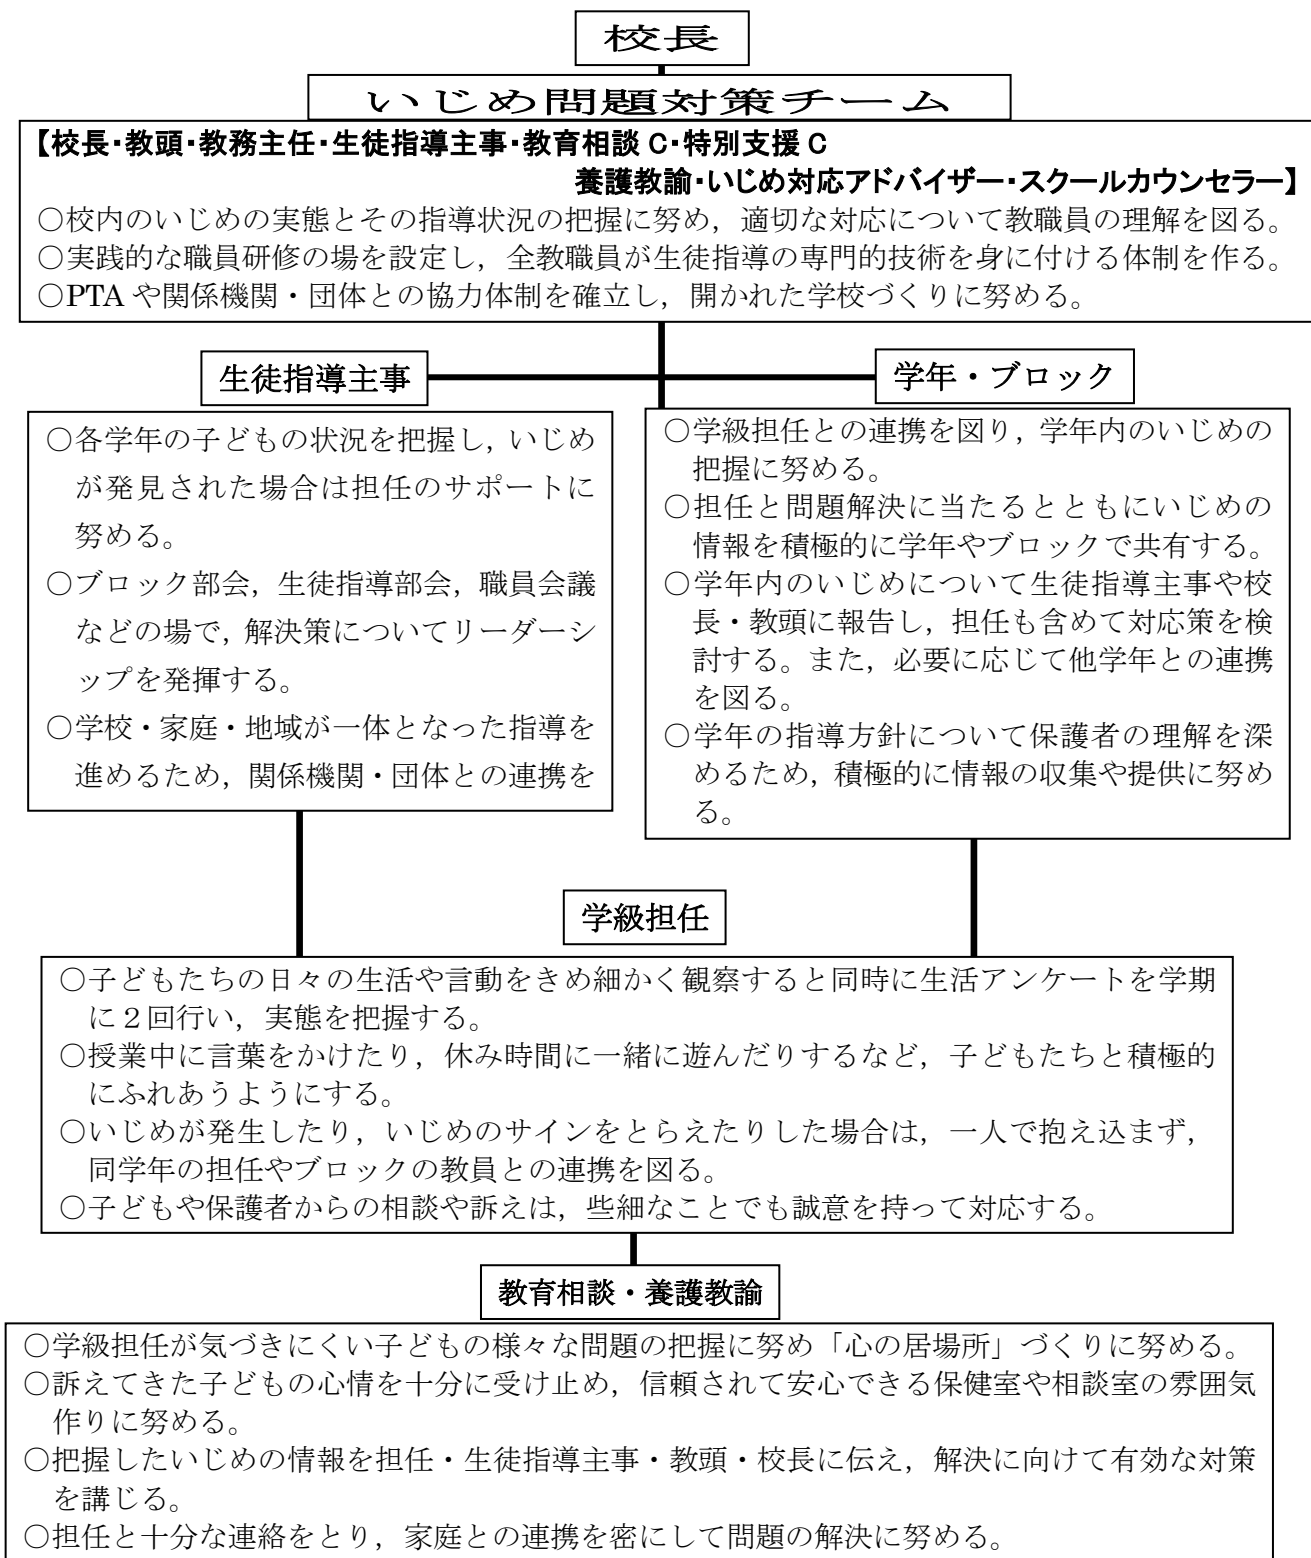 校長
いじめ問題対策チーム
【校長・教頭・教務主任・生徒指導主事・教育相談C・特別支援C
養護教諭・いじめ対応アドバイザー・スクールカウンセラー】
○校内のいじめの実態とその指導状況の把握に努め，適切な対応について教職員の理解を図る。
○実践的な職員研修の場を設定し，全教職員が生徒指導の専門的技術を身に付ける体制を作る。
○PTAや関係機関・団体との協力体制を確立し，開かれた学校づくりに努める。
生徒指導主事
○各学年の子どもの状況を把握し，いじめ
が発見された場合は担任のサポートに
努める。
○ブロック部会，生徒指導部会，職員会議
などの場で，解決策についてリーダーシ
ップを発揮する。
○学校・家庭・地域が一体となった指導を
進めるため，関係機関・団体との連携を
学年・ブロック
○学級担任との連携を図り，学年内のいじめの
把握に努める。
○担任と問題解決に当たるとともにいじめの
情報を積極的に学年やブロックで共有する。
○学年内のいじめについて生徒指導主事や校
長・教頭に報告し，担任も含めて対応策を検
討する。また，必要に応じて他学年との連携
を図る。
○学年の指導方針について保護者の理解を深
めるため，積極的に情報の収集や提供に努め
る。
学級担任
○子どもたちの日々の生活や言動をきめ細かく観察すると同時に生活アンケートを学期
に２回行い，実態を把握する。
○授業中に言葉をかけたり，休み時間に一緒に遊んだりするなど，子どもたちと積極的
にふれあうようにする。
○いじめが発生したり，いじめのサインをとらえたりした場合は，一人で抱え込まず，
同学年の担任やブロックの教員との連携を図る。
○子どもや保護者からの相談や訴えは，些細なことでも誠意を持って対応する。
教育相談・養護教諭
○学級担任が気づきにくい子どもの様々な問題の把握に努め「心の居場所」づくりに努める。
○訴えてきた子どもの心情を十分に受け止め，信頼されて安心できる保健室や相談室の雰囲気
作りに努める。
○把握したいじめの情報を担任・生徒指導主事・教頭・校長に伝え，解決に向けて有効な対策
を講じる。
○担任と十分な連絡をとり，家庭との連携を密にして問題の解決に努める。